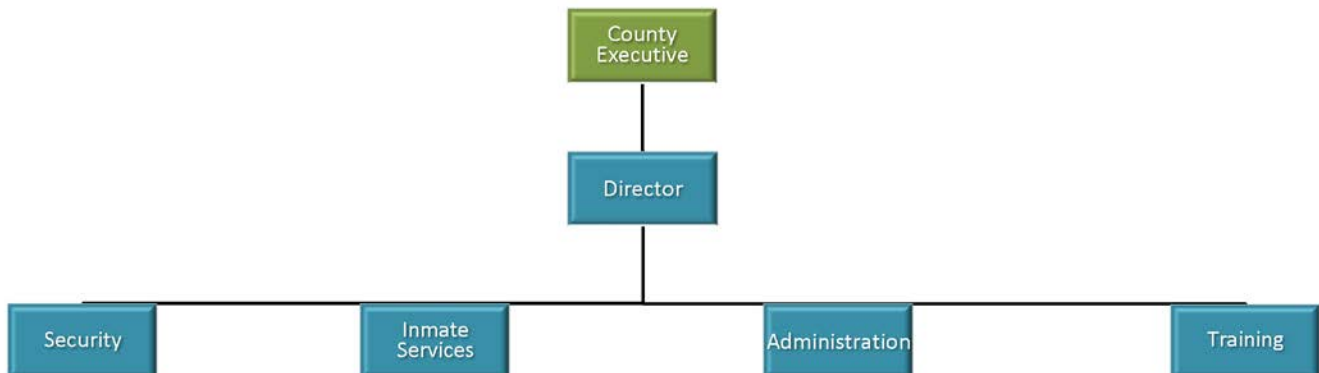 County
Executive
Director
Security
Inmate
Services
Administration
Training